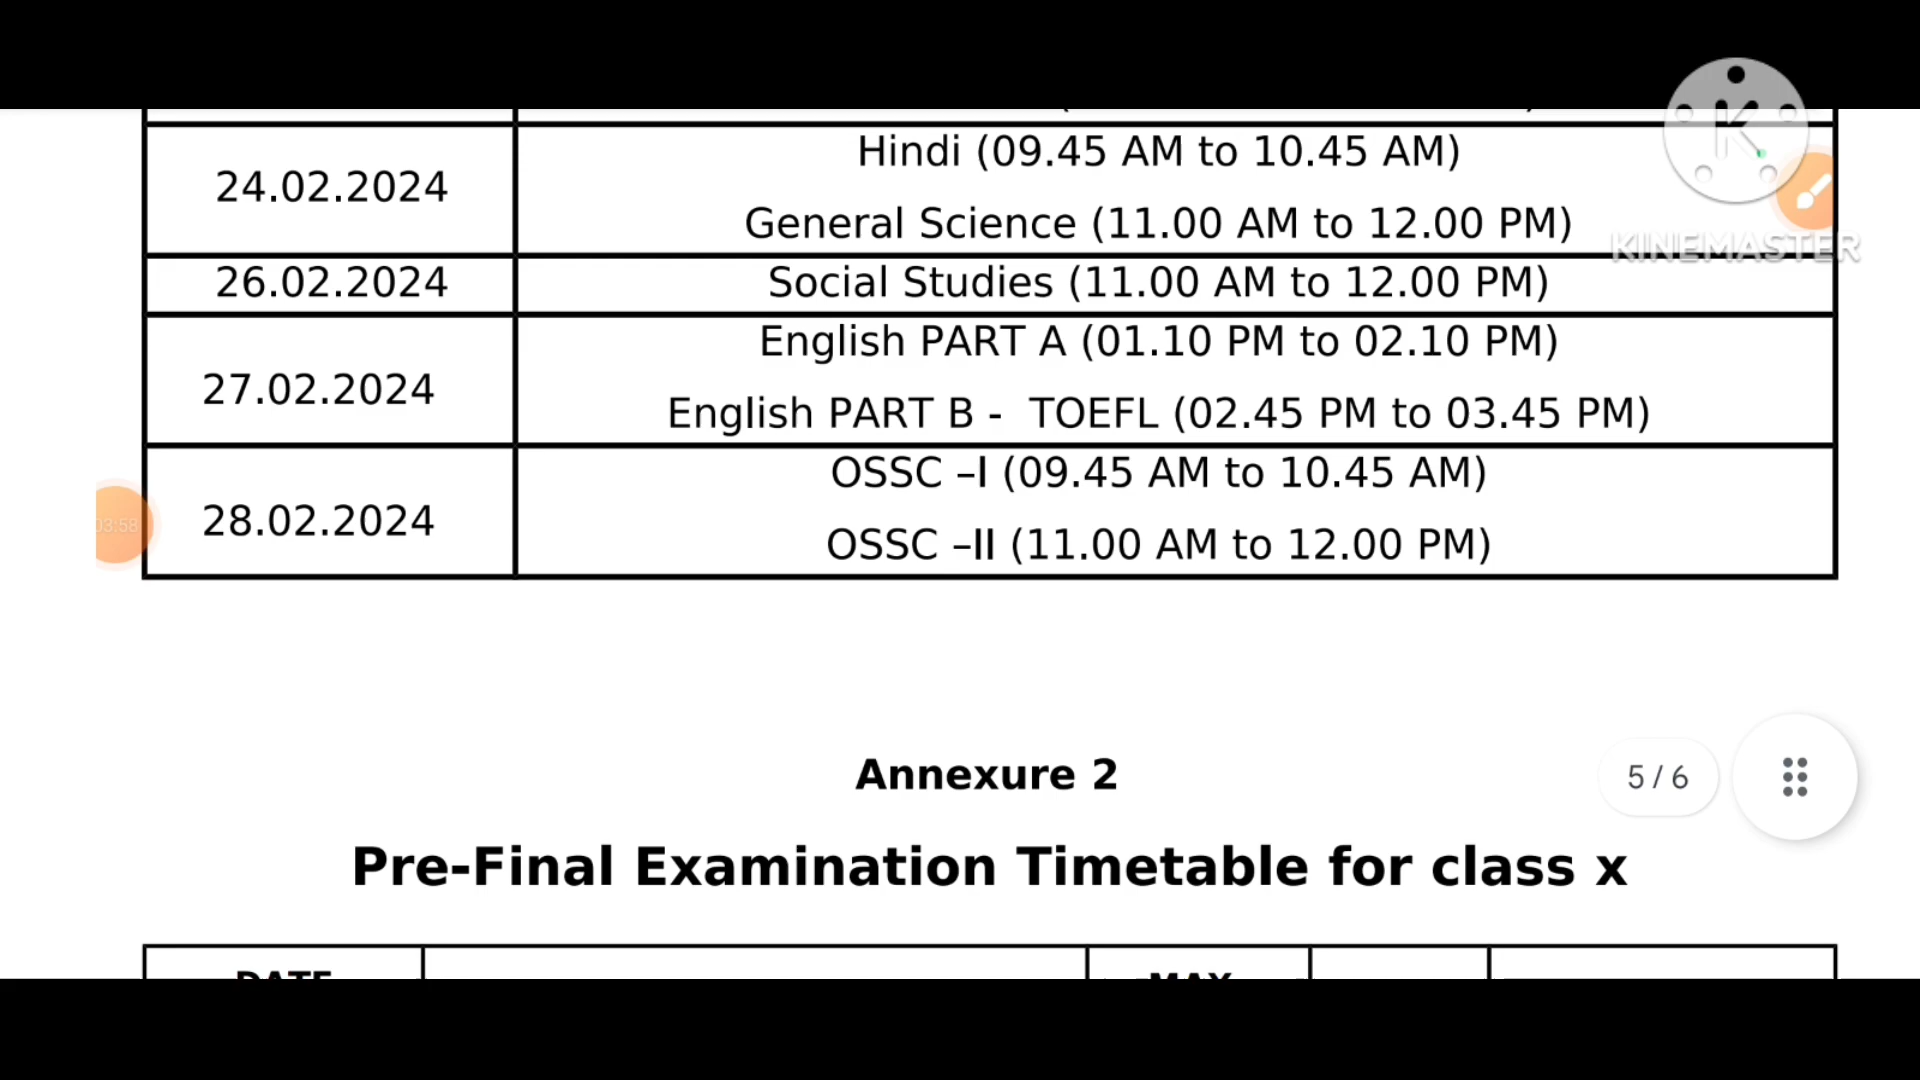 24.02.2024
Hindi (09.45 AM to 10.45 AM)
General Science (11.00 AM to 12.00 PM)
26.02.2024
Social Studies (11.00 AM to 12.00 PM)
27.02.2024
English PART A (01.10 PM to 02.10 PM)
English PART B - TOEFL (02.45 PM to 03.45 PM)
28.02.2024
OSSC –I (09.45 AM to 10.45 AM)
OSSC –II (11.00 AM to 12.00 PM)
K
KINEMASTER
03:58
Annexure 2
5 / 6
Pre-Final Examination Timetable for class x
DATE
MAX